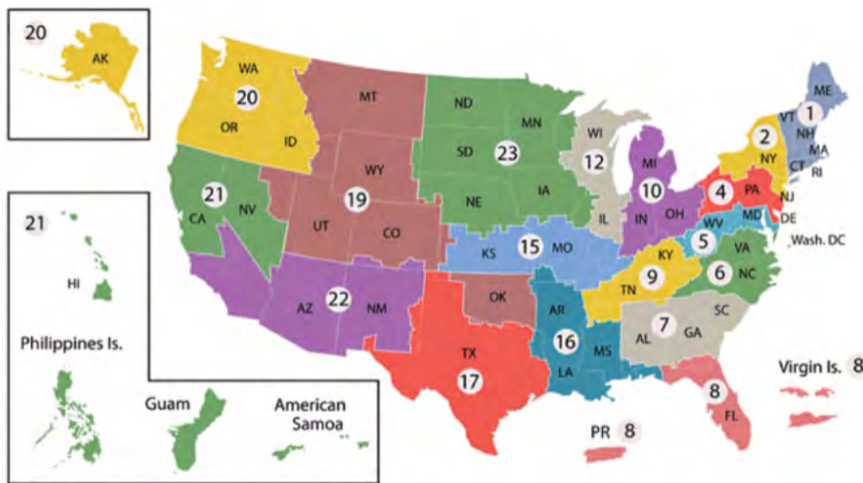 20
AK
WA
20
OR
ID
MT
ND
MN
SD
23
WI
12
ME
VT
1
NH
MA
2
NY
CT
RI
MI
10
4
PA
NJ
21
CA
NV
WY
19
UT
CO
NE
IA
IL
IN
OH
WV
MD
DE
5
Wash. DC
VA
KS
15
MO
KY
9
TN
6
NC
21
HI
AZ
22
NM
OK
AR
16
MS
LA
SC
7
AL
GA
TX
17
8
FL
Philippines Is.
Guam
American
Samoa
Virgin Is. 8
PR 8